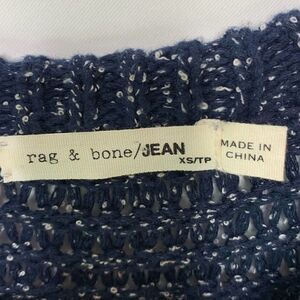 rag & bone/JEAN
XS/TP
MADE IN
CHINA